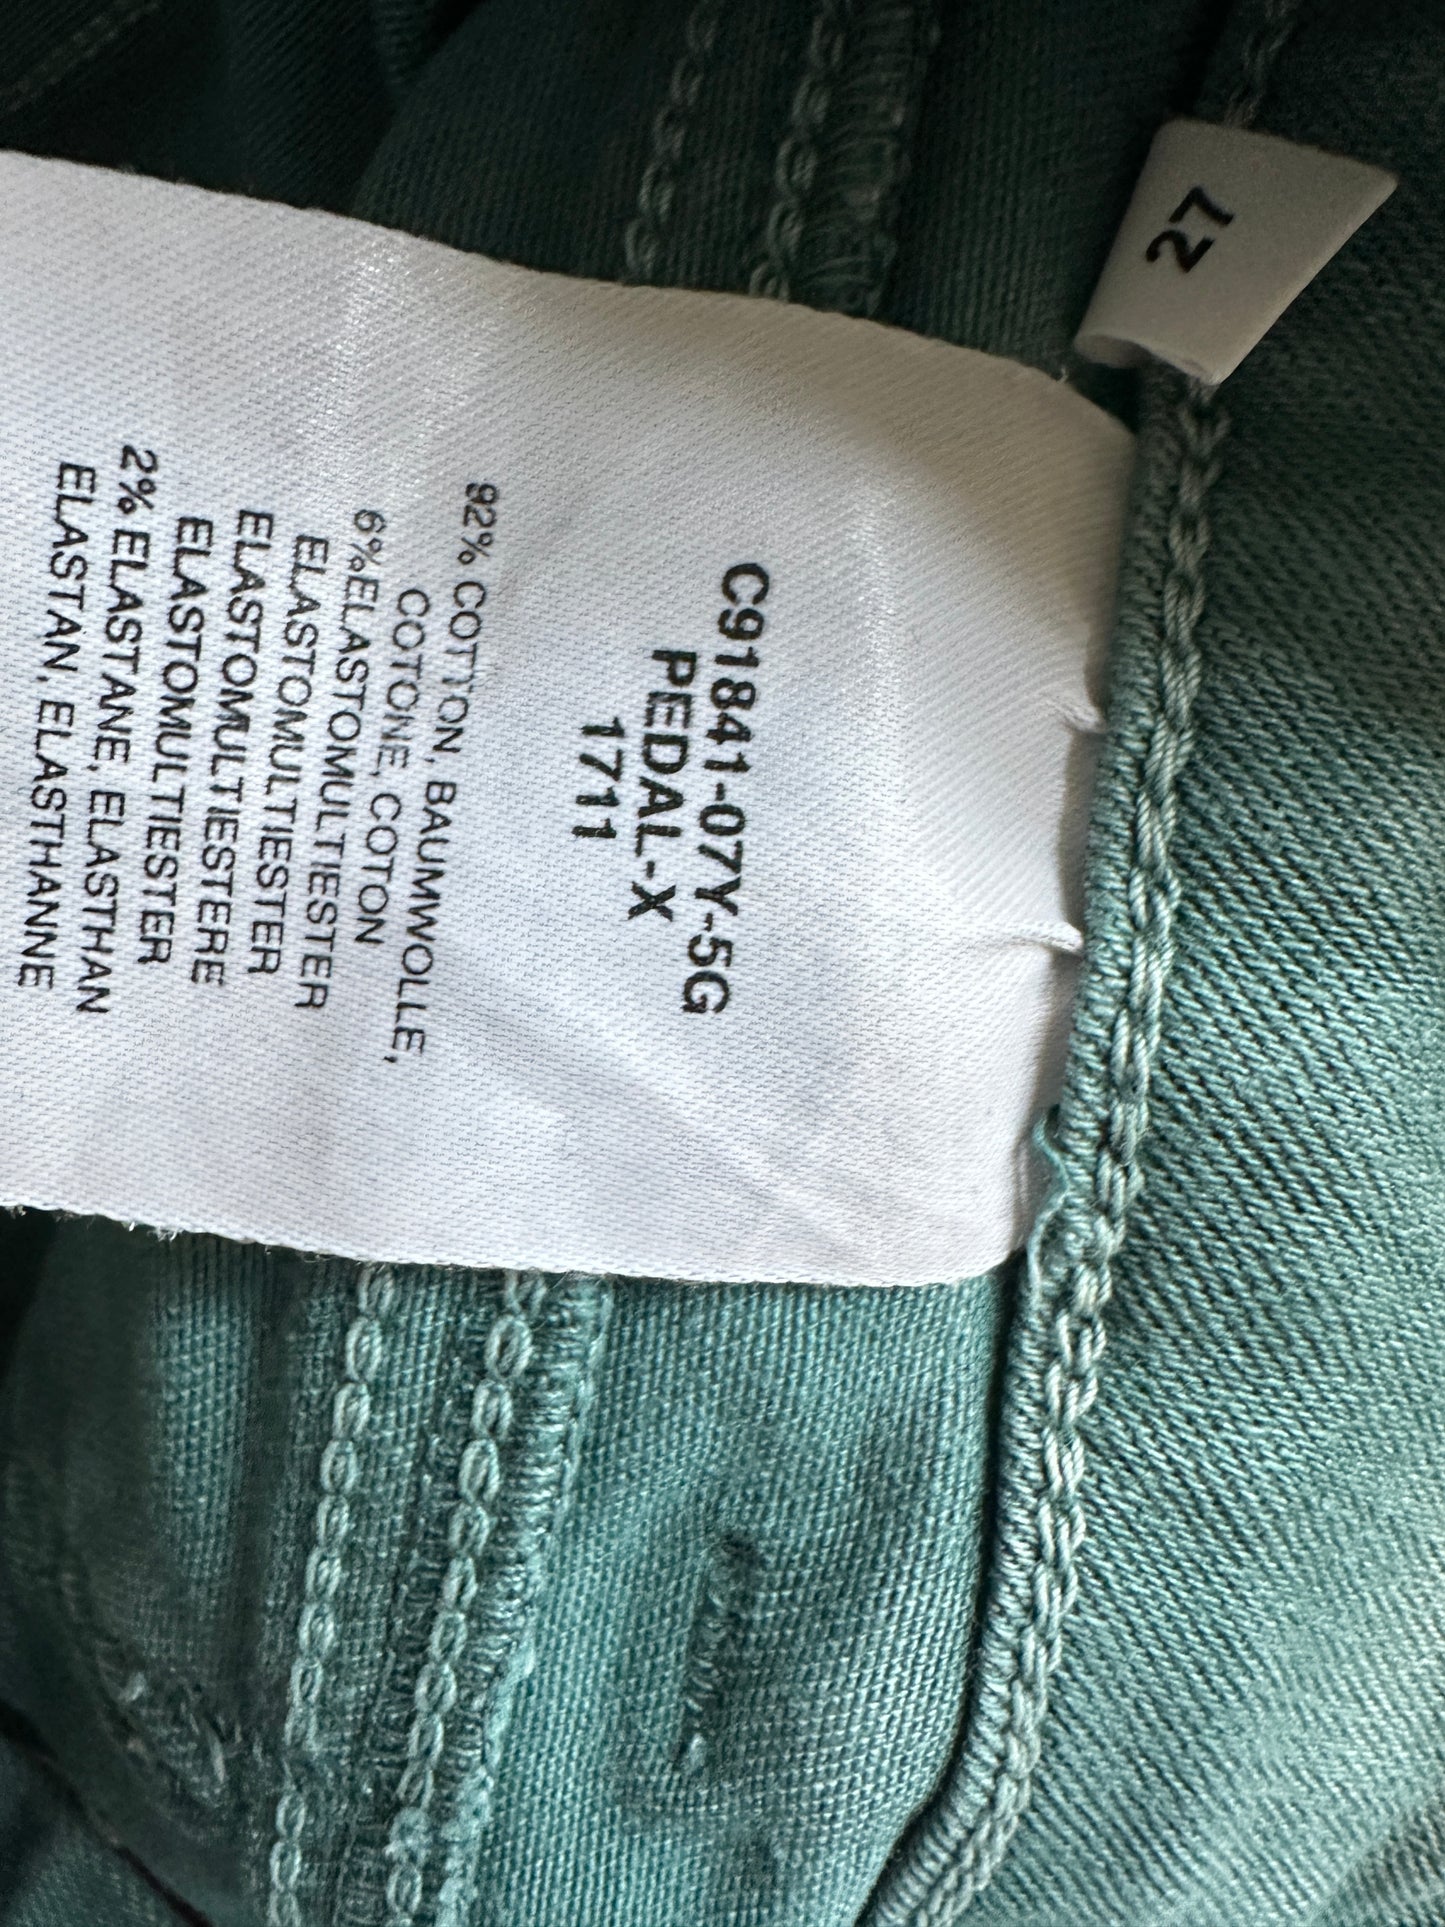 27
C91841-07Y-5G
PEDAL-X
1711
92% COTTON, BAUMWOLLE,
COTONE, COTON
6%ELASTOMULTIESTER
ELASTOMULTIESTER
ELASTOMULTIESTERE
ELASTOMULTIESTER
2% ELASTANE, ELASTHAN
ELASTAN, ELASTHANNE